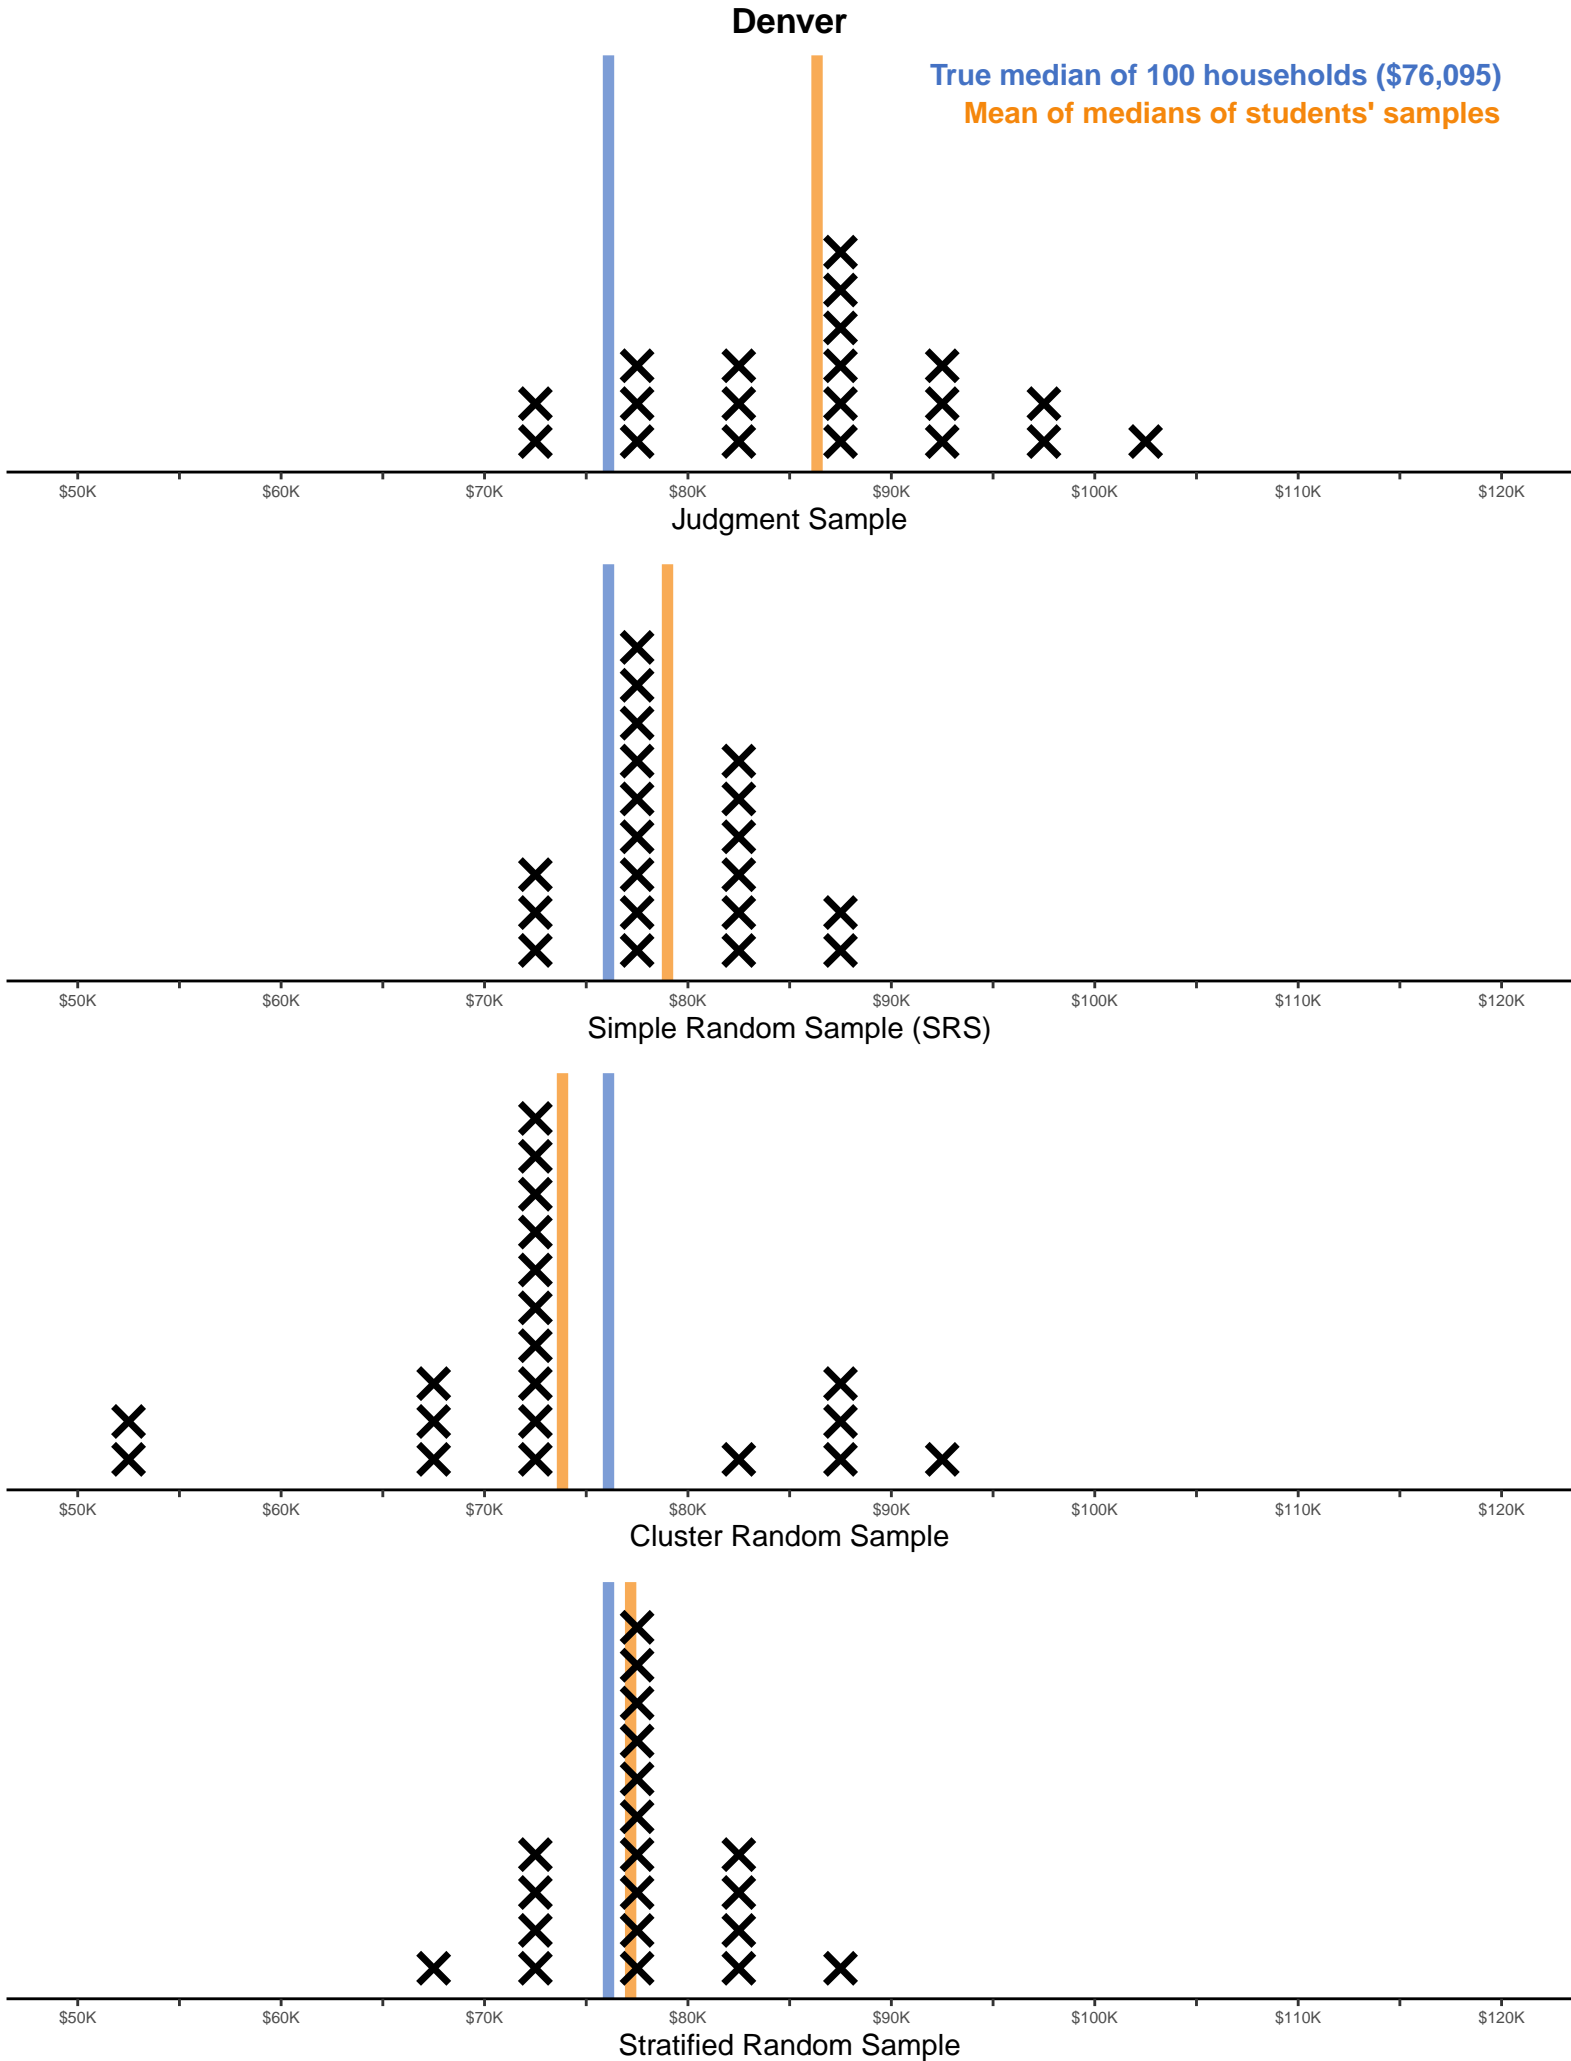 Denver
True median of 100 households ($76,095)
Mean of medians of students' samples
$50K $60K $70K $80K $90K $100K $110K $120K
Judgment Sample
$50K $60K $70K $80K $90K $100K $110K $120K
Simple Random Sample (SRS)
$50K $60K $70K $80K $90K $100K $110K $120K
Cluster Random Sample
$50K $60K $70K $80K $90K $100K $110K $120K
Stratified Random Sample